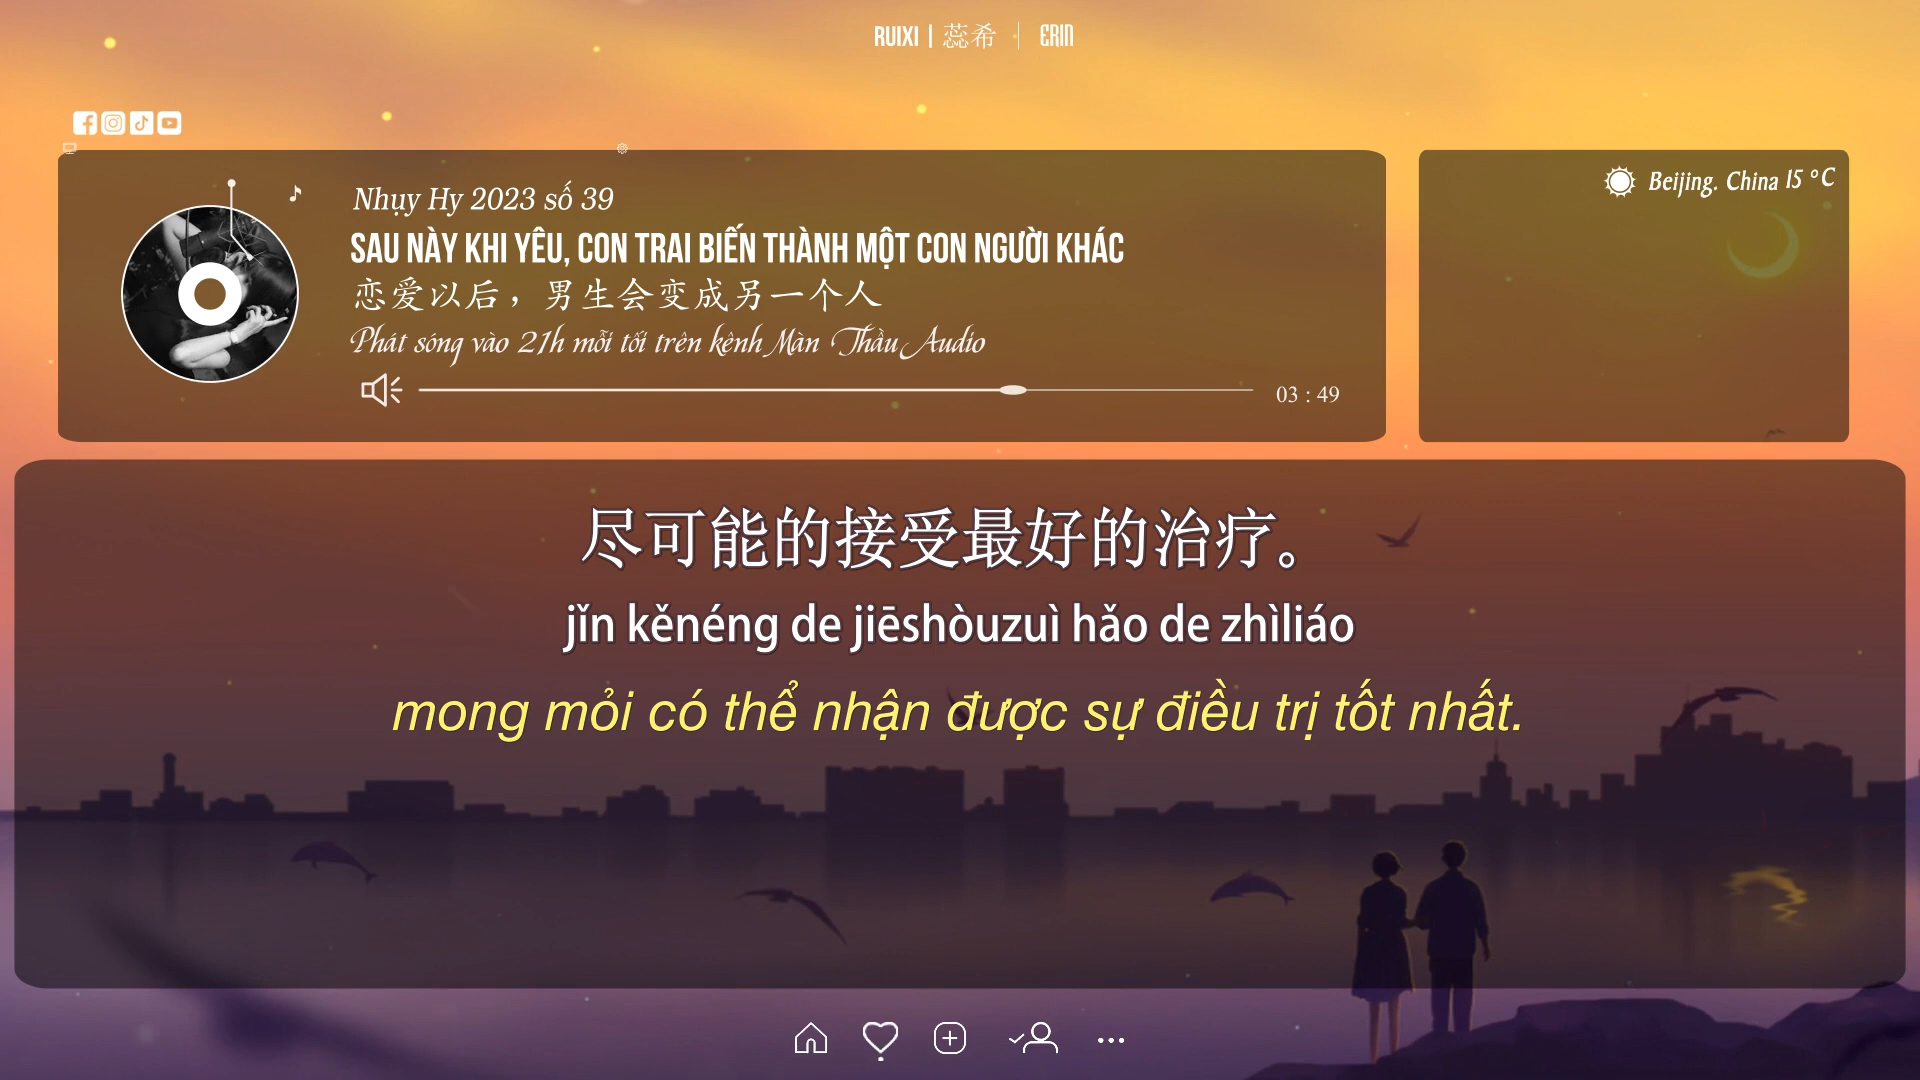 RUIXI | 蕊希 | ERIN
Nhụy Hy 2023 số 39
SAU NÀY KHI YÊU, CON TRAI BIẾN THÀNH MỘT CON NGƯỜI KHÁC
恋爱以后，男生会变成另一个人
Phát sóng vào 21h mỗi tối trên kênh Màn Thầu Audio
03 : 49
Beijing. China 15 °C
尽可能的接受最好的治疗。
jǐn kěnéng de jiēshòuzuì hǎo de zhìliáo
mong mỏi có thể nhận được sự điều trị tốt nhất.